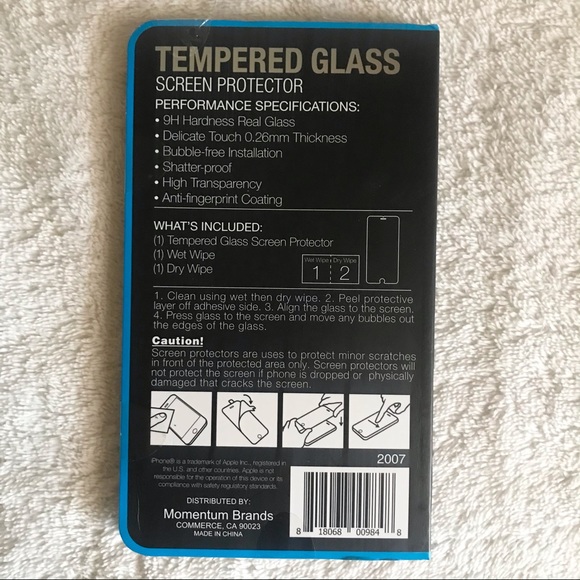 TEMPERED GLASS
SCREEN PROTECTOR
PERFORMANCE SPECIFICATIONS:
• 9H Hardness Real Glass
• Delicate Touch 0.26mm Thickness
• Bubble-free Installation
• Shatter-proof
• High Transparency
• Anti-fingerprint Coating
WHAT'S INCLUDED:
(1) Tempered Glass Screen Protector
(1) Wet Wipe
(1) Dry Wipe
Wet Wipe Dry Wipe
1 2
1. Clean using wet then dry wipe. 2. Peel protective
layer off adhesive side. 3. Align the glass to the screen.
4. Press glass to the screen and move any bubbles out
the edges of the glass.
Caution!
Screen protectors are uses to protect minor scratches
in front of the protected area only. Screen protectors will
not protect the screen if phone is dropped or physically
damaged that cracks the screen.
iPhone® is a trademark of Apple Inc., registered in
the U.S. and other countries. Apple is not
responsible for the operation of this device or its
compliance with safety regulatory standards.
2007
DISTRIBUTED BY:
Momentum Brands
COMMERCE, CA 90023
MADE IN CHINA
8 18068 00984 8